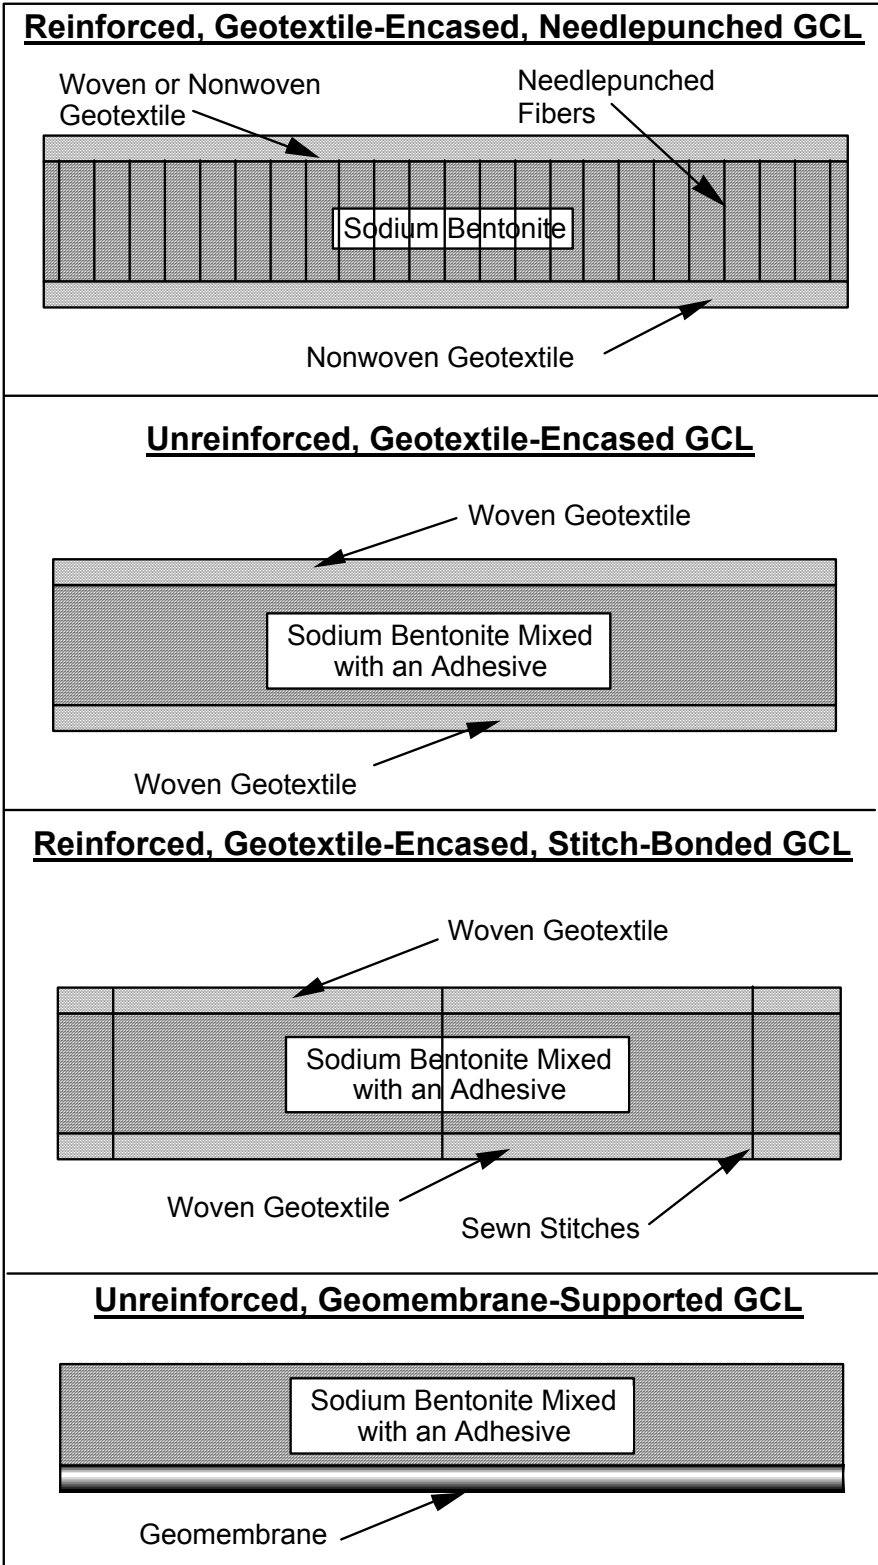 Reinforced, Geotextile-Encased, Needlepunched GCL
Woven or Nonwoven
Geotextile
Needlepunched
Fibers
Sodium Bentonite
Nonwoven Geotextile
Unreinforced, Geotextile-Encased GCL
Woven Geotextile
Sodium Bentonite Mixed
with an Adhesive
Woven Geotextile
Reinforced, Geotextile-Encased, Stitch-Bonded GCL
Woven Geotextile
Sodium Bentonite Mixed
with an Adhesive
Woven Geotextile
Sewn Stitches
Unreinforced, Geomembrane-Supported GCL
Sodium Bentonite Mixed
with an Adhesive
Geomembrane